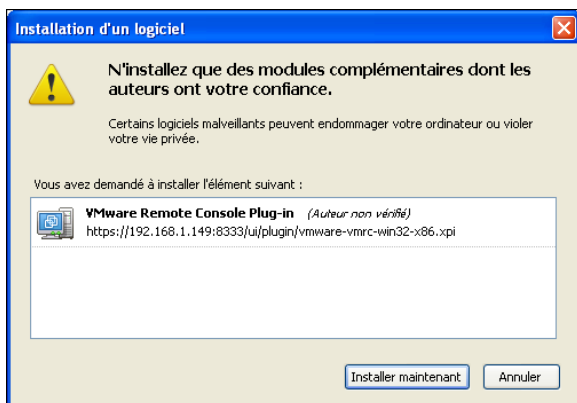 Installation d'un logiciel
N'installez que des modules complémentaires dont les
auteurs ont votre confiance.
Certains logiciels malveillants peuvent endommager votre ordinateur ou violer
votre vie privée.
Vous avez demandé à installer l'élément suivant :
VMware Remote Console Plug-in (Auteur non vérifié)
https://192.168.1.149:8333/ui/plugin/vmware-vmrc-win32-x86.xpi
Installer maintenant Annuler